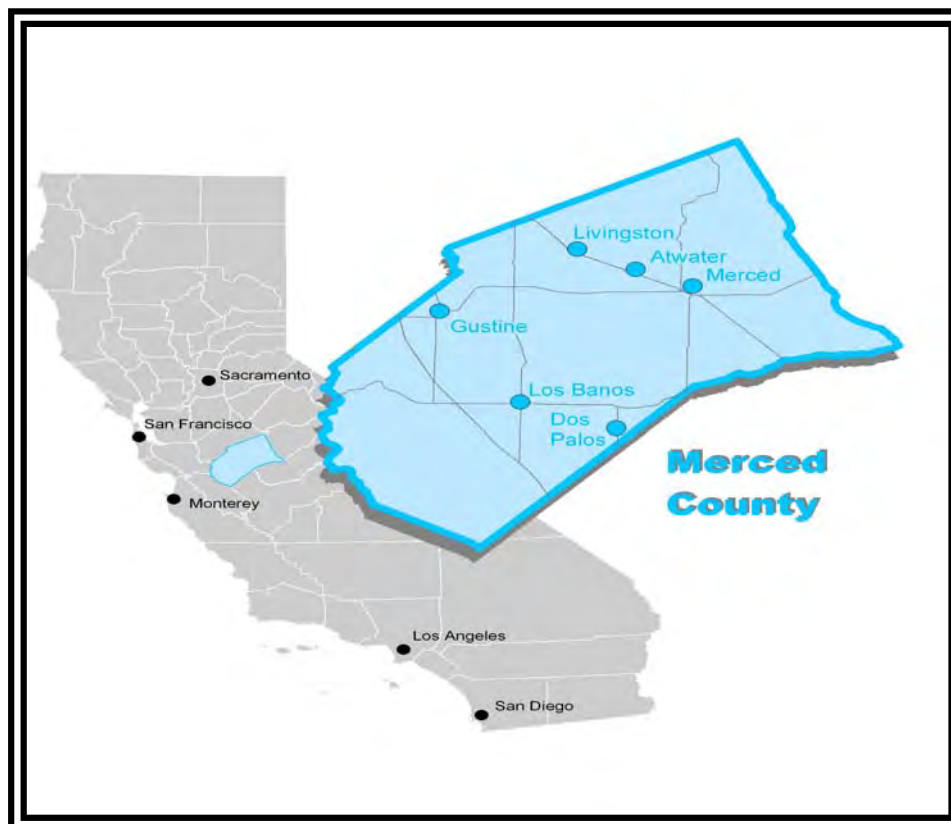 Livingston
Atwater
Merced
Gustine
Los Banos
Dos
Palos
Merced
County
Sacramento
San Francisco
Monterey
Los Angeles
San Diego